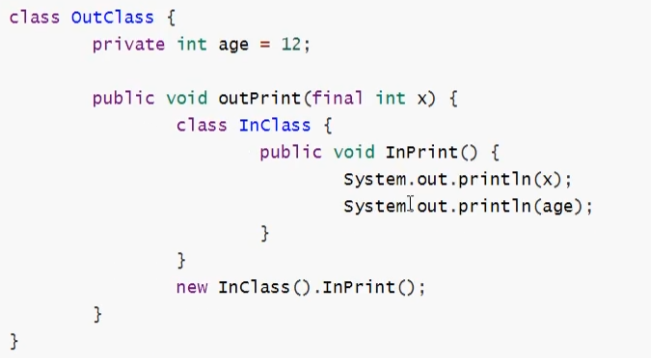 class OutClass {
private int age = 12;
public void outPrint(final int x) {
class InClass {
public void InPrint() {
System.out.println(x);
System.out.println(age);
}
}
new InClass().InPrint();
}
}